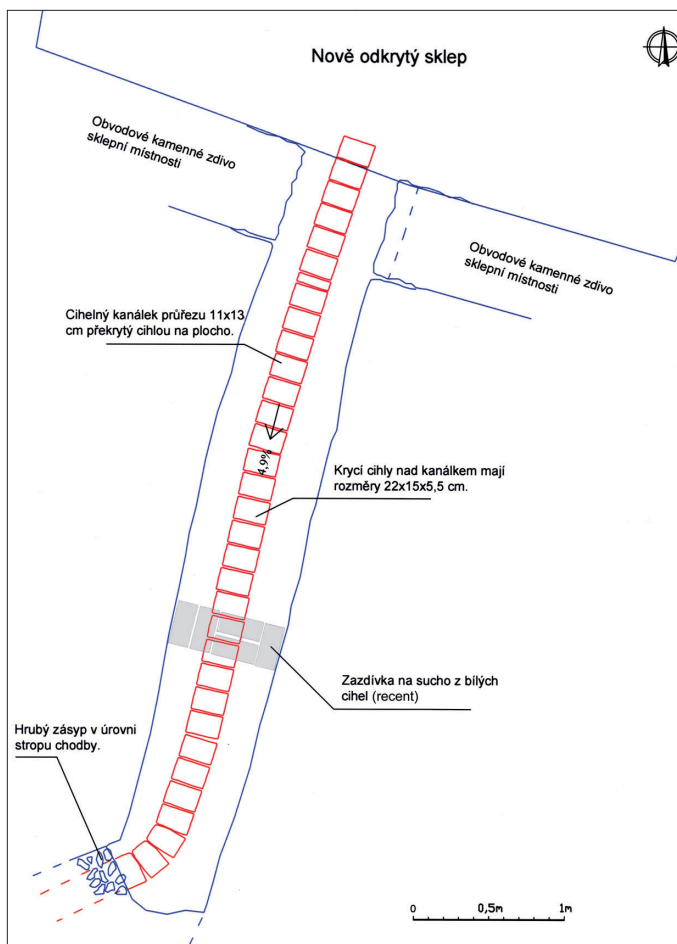 Nově odkrytý sklep
Obvodové kamenné zdivo
sklepní místnosti
Obvodové kamenné zdivo
sklepní místnosti
Cihelný kanálek průřezu 11x13
cm překrytý cihlou na plocho.
4,9%
Krycí cihly nad kanálkem mají
rozměry 22x15x5,5 cm.
Zazdívka na sucho z bílých
cihel (recent)
Hrubý zásyp v úrovni
stropu chodby.
0 0,5m 1m